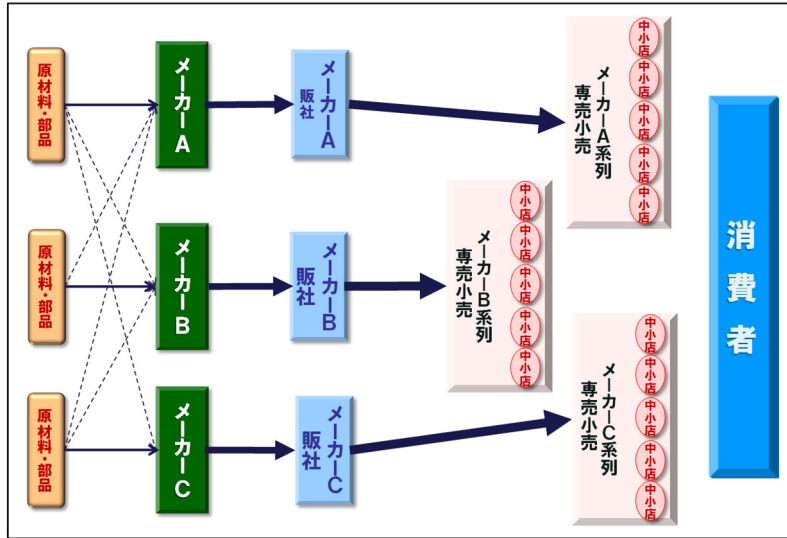 原材料・部品
メーカーA
メーカーA
販社
メーカーA系列
専売小売
中小店
中小店
中小店
中小店
中小店
原材料・部品
メーカーB
メーカーB
販社
メーカーB系列
専売小売
中小店
中小店
中小店
中小店
中小店
原材料・部品
メーカーC
メーカーC
販社
メーカーC系列
専売小売
中小店
中小店
中小店
中小店
中小店
消費者